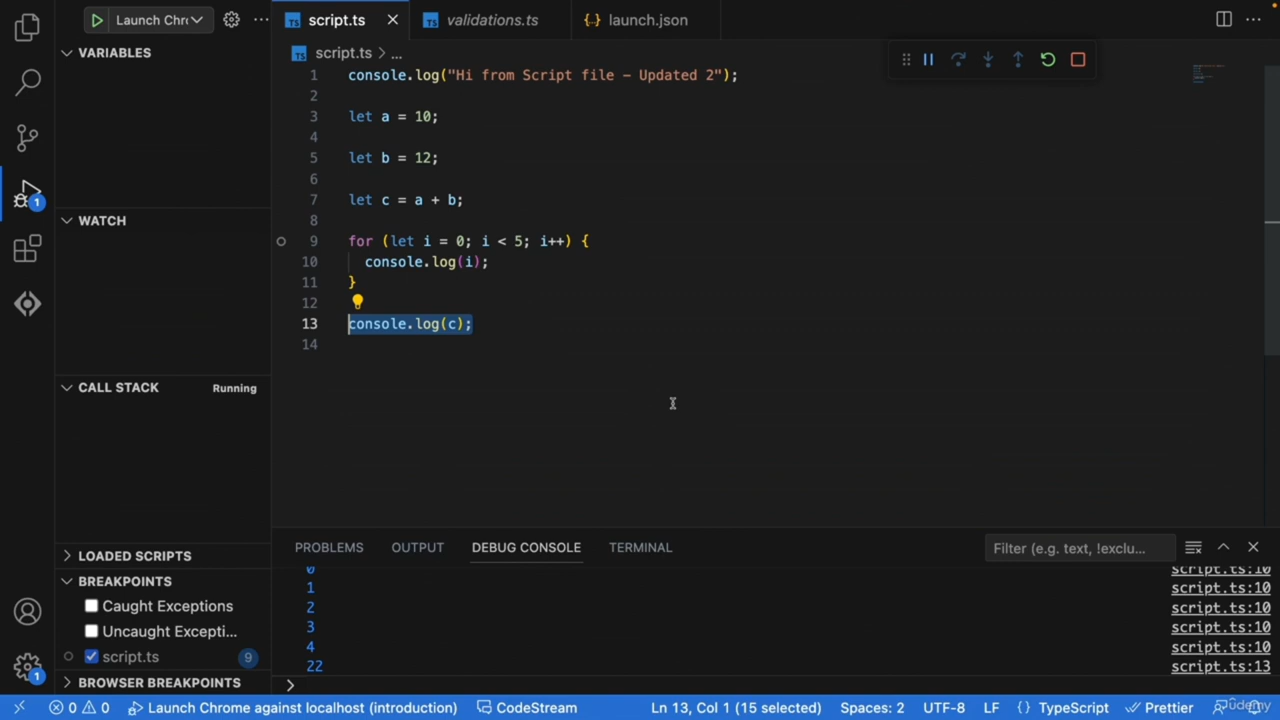 Launch Chr
script.ts
validations.ts
launch.json
VARIABLES
script.ts > ...
1 console.log("Hi from Script file – Updated 2");
2
3 let a = 10;
4
5 let b = 12;
6
7 let c = a + b;
8
9 for (let i = 0; i < 5; i++) {
10 console.log(i);
11 }
12
13 console.log(c);
14
1
WATCH
CALL STACK
Running
LOADED SCRIPTS
BREAKPOINTS
Caught Exceptions
Uncaught Excepti...
script.ts
9
BROWSER BREAKPOINTS
1
PROBLEMS
OUTPUT
DEBUG CONSOLE
TERMINAL
Filter (e.g. text, !exclu...
0 script.ts:10
1 script.ts:10
2 script.ts:10
3 script.ts:10
4 script.ts:10
22 script.ts:13
0 0 Launch Chrome against localhost (introduction) CodeStream Ln 13, Col 1 (15 selected) Spaces: 2 UTF-8 LF {} TypeScript Prettier
Udemy